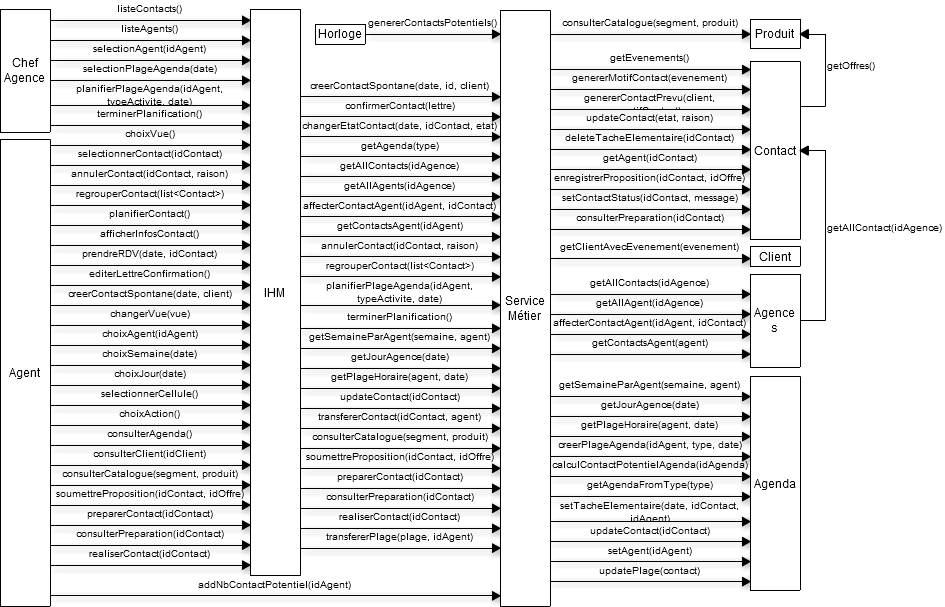 Chef
Agence
Agent
listeContacts()
listeAgents()
selectionAgent(idAgent)
selectionPlageAgenda(date)
planifierPlageAgenda(idAgent,
typeActivite, date)
terminerPlanification()
choixVue()
selectionnerContact(idContact)
annulerContact(idContact, raison)
regrouperContact(list<Contact>)
planifierContact()
afficherInfosContact()
prendreRDV(date, idContact)
editerLettreConfirmation()
creerContactSpontane(date, client)
changerVue(vue)
choixAgent(idAgent)
choixSemaine(date)
choixJour(date)
selectionnerCellule()
choixAction()
consulterAgenda()
consulterClient(idClient)
consulterCatalogue(segment, produit)
soumettreProposition(idContact, idOffre)
preparerContact(idContact)
consulterPreparation(idContact)
realiserContact(idContact)
addNbContactPotentiel(idAgent)
IHM
Horloge
genererContactsPotentiels()
creerContactSpontane(date, id, client)
confirmerContact(lettre)
changerEtatContact(date, idContact, etat)
getAgenda(type)
getAllContacts(idAgence)
getAllAgents(idAgence)
affecterContactAgent(idAgent, idContact)
getContactsAgent(idAgent)
annulerContact(idContact, raison)
regrouperContact(list<Contact>)
planifierPlageAgenda(idAgent,
typeActivite, date)
terminerPlanification()
getSemaineParAgent(semaine, agent)
getJourAgence(date)
getPlageHoraire(agent, date)
updateContact(idContact)
transfererContact(idContact, agent)
consulterCatalogue(segment, produit)
soumettreProposition(idContact, idOffre)
preparerContact(idContact)
consulterPreparation(idContact)
realiserContact(idContact)
transfererPlage(plage, idAgent)
Service
Métier
consulterCatalogue(segment, produit)
getEvenements()
genererMotifContact(evenement)
genererContactPrevu(client,
updateContact(etat, raison)
deleteTacheElementaire(idContact)
getAgent(idContact)
enregistrerProposition(idContact, idOffre)
setContactStatus(idContact, message)
consulterPreparation(idContact)
getClientAvecEvenement(evenement)
getAllContacts(idAgence)
getAllAgent(idAgence)
affecterContactAgent(idAgent, idContact)
getContactsAgent(agent)
getSemaineParAgent(semaine, agent)
getJourAgence(date)
getPlageHoraire(agent, date)
creerPlageAgenda(idAgent, type, date)
calculContactPotentielAgenda(idAgenda)
getAgendaFromType(type)
setTacheElementaire(date, idContact,
idAgent)
updateContact(idContact)
setAgent(idAgent)
updatePlage(contact)
Produit
Contact
Client
Agence
s
Agenda
getOffres()
getAllContact(idAgence)